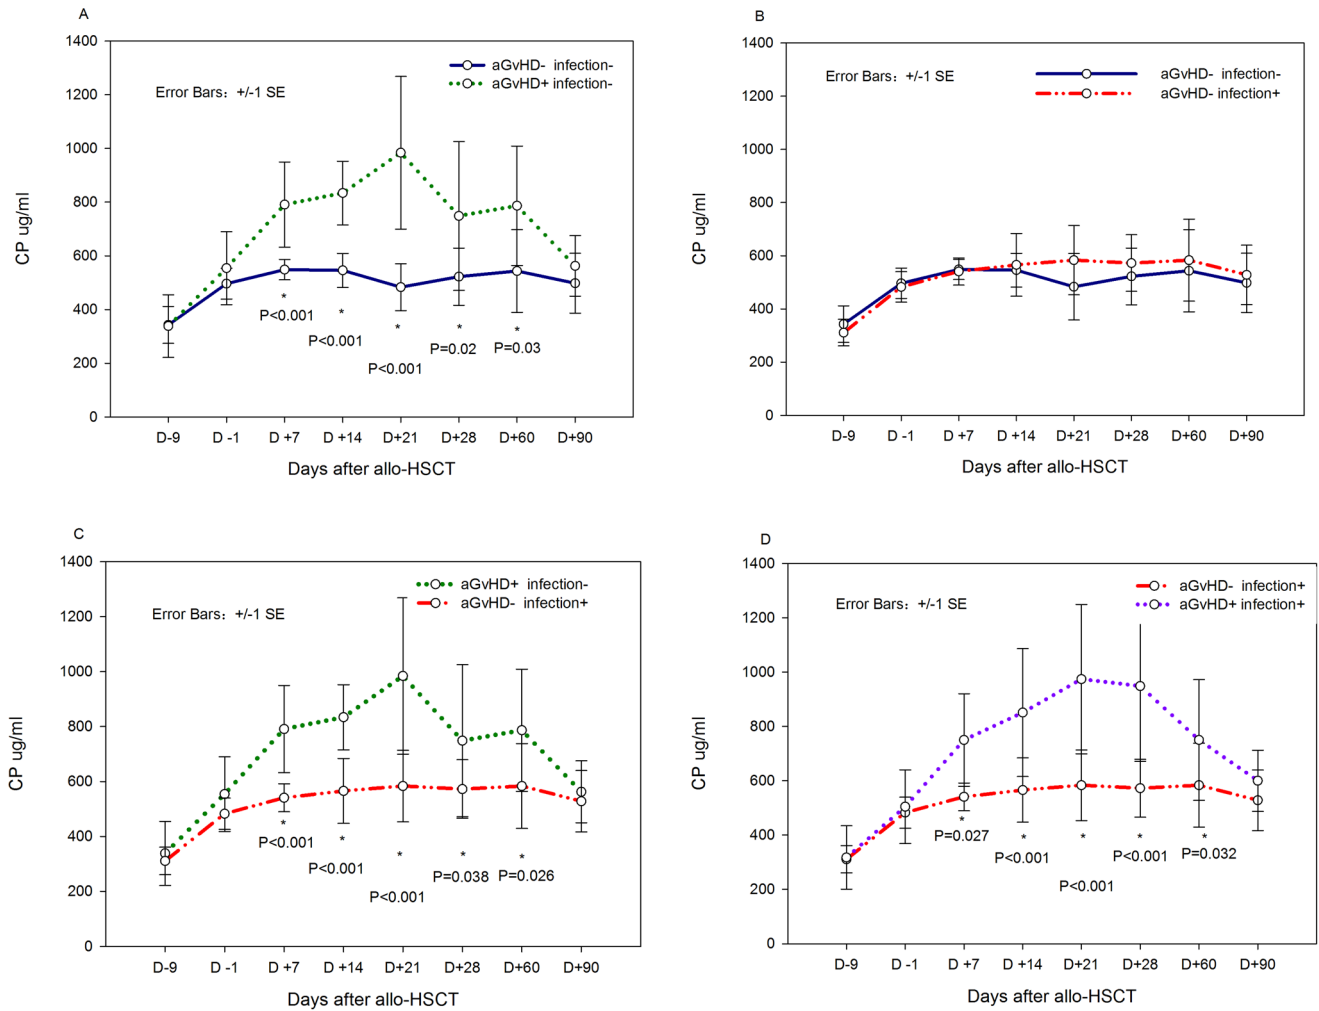 A
1400
1200
1000
800
600
400
200
0
CP ug/ml
Error Bars: +/-1 SE
aGvHD- infection-
aGvHD+ infection-
*
P<0.001
*
P<0.001
*
P<0.001
*
P=0.02
*
P=0.03
D-9 D -1 D +7 D +14 D+21 D+28 D+60 D+90
Days after allo-HSCT
B
1400
1200
1000
800
600
400
200
0
CP ug/ml
Error Bars: +/-1 SE
aGvHD- infection-
aGvHD- infection+
D-9 D -1 D +7 D +14 D+21 D+28 D+60 D+90
Days after allo-HSCT
C
1400
1200
1000
800
600
400
200
0
CP ug/ml
Error Bars: +/-1 SE
aGvHD+ infection-
aGvHD- infection+
*
P<0.001
*
P<0.001
*
P<0.001
*
P=0.038
*
P=0.026
D-9 D -1 D +7 D +14 D+21 D+28 D+60 D+90
Days after allo-HSCT
D
1400
1200
1000
800
600
400
200
0
CP ug/ml
Error Bars: +/-1 SE
aGvHD- infection+
aGvHD+ infection+
*
P=0.027
*
P<0.001
*
P<0.001
*
P<0.001
*
P=0.032
D-9 D -1 D +7 D +14 D+21 D+28 D+60 D+90
Days after allo-HSCT